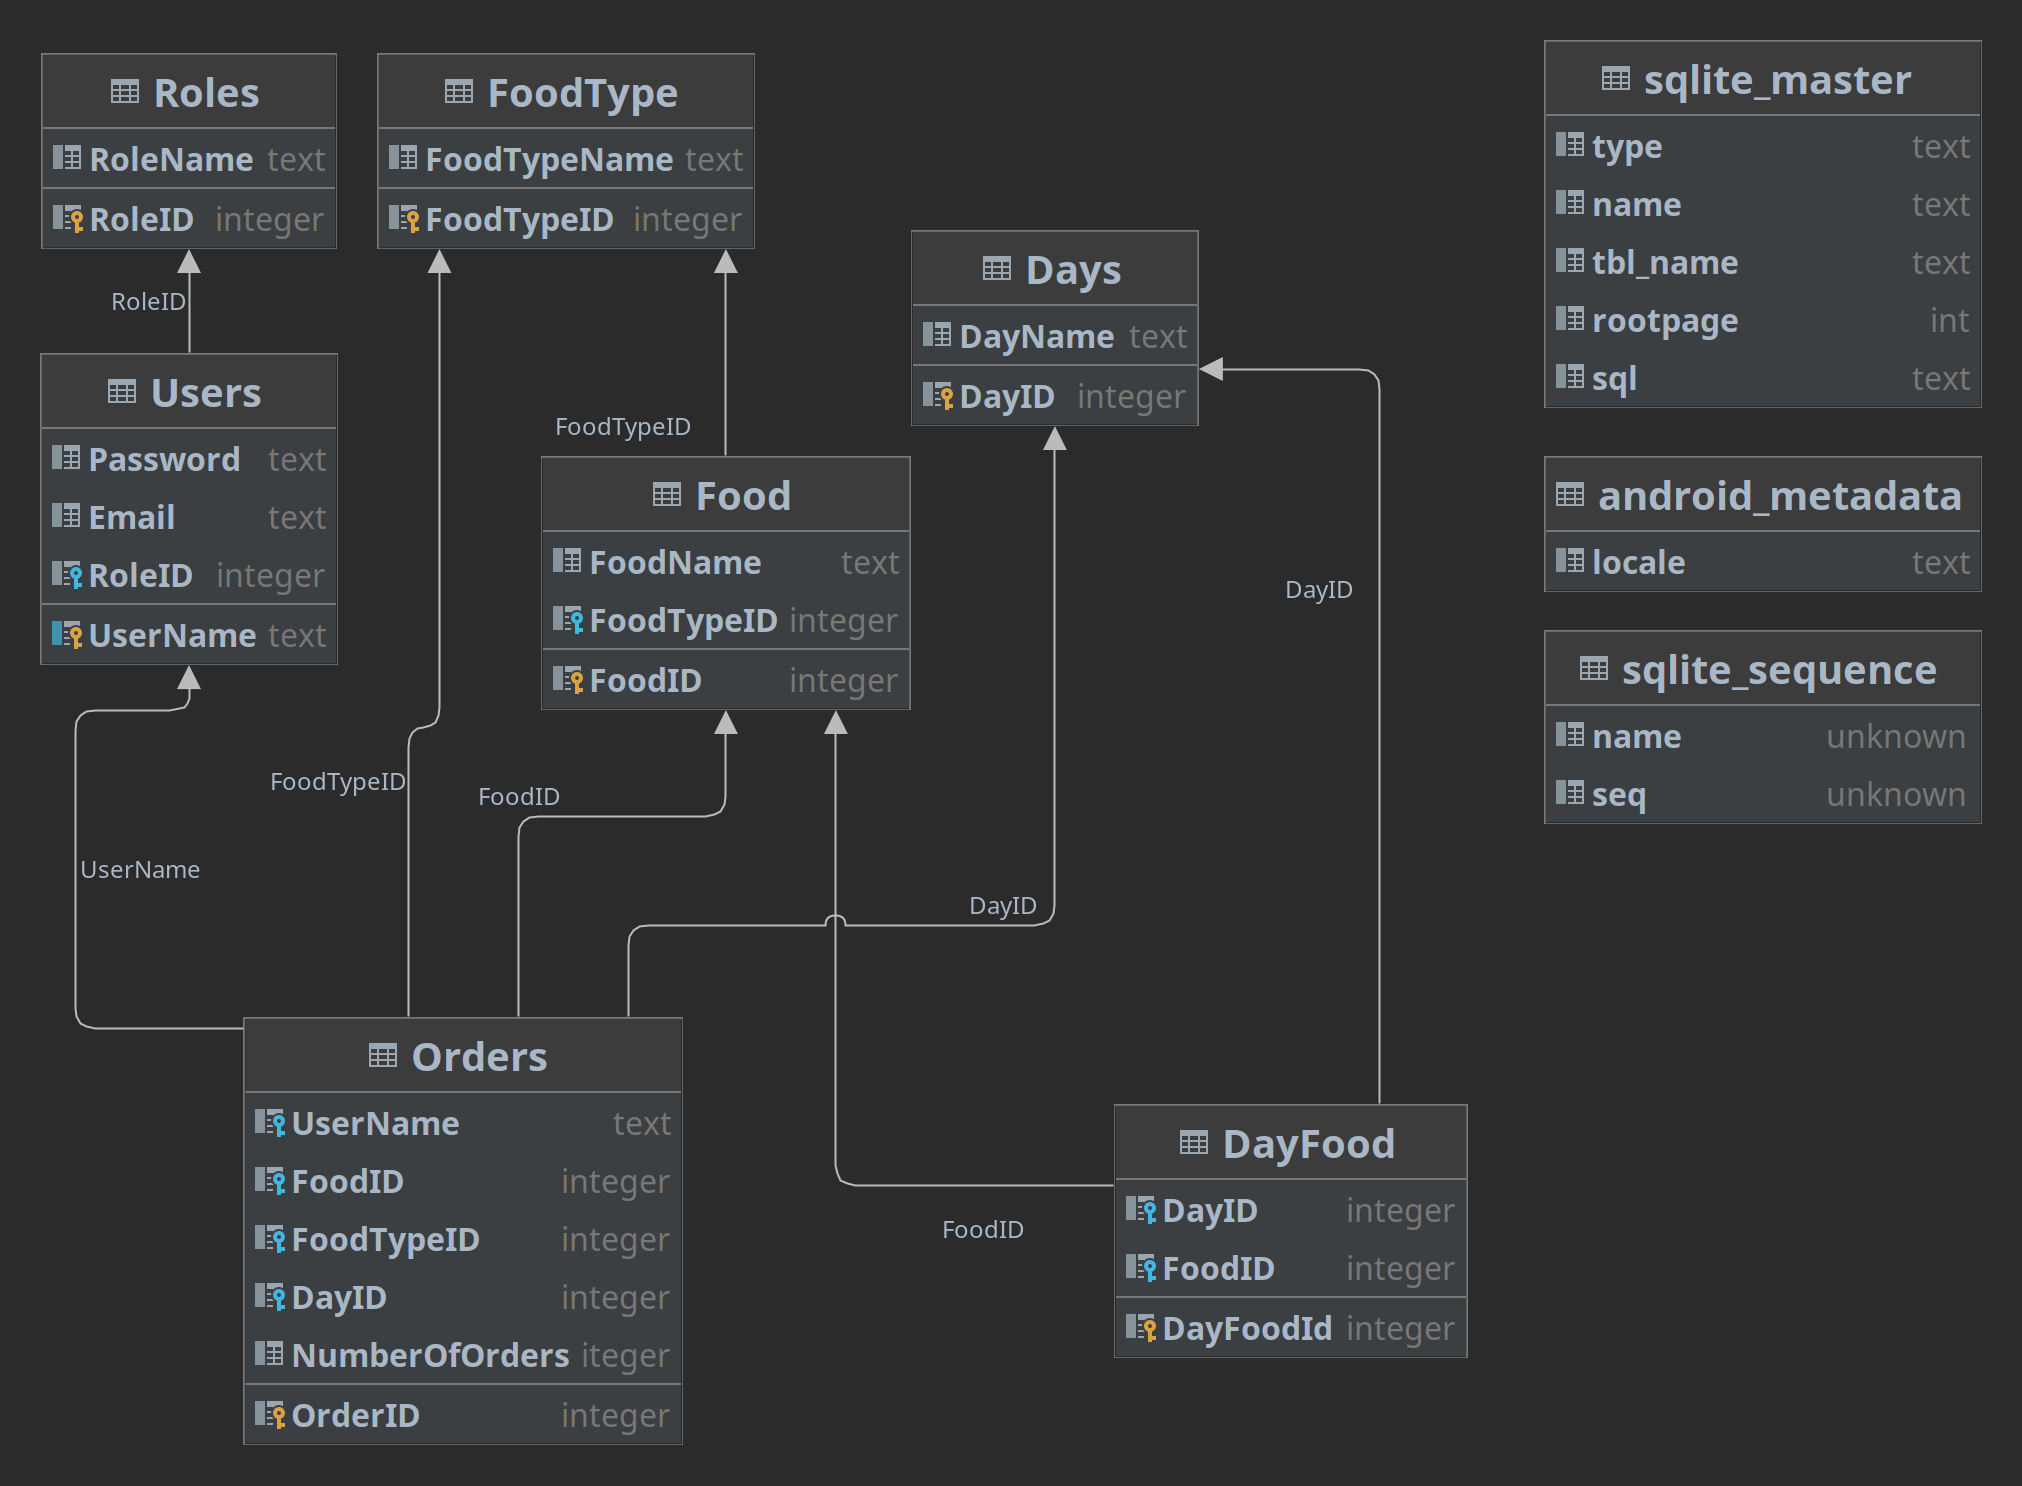 Roles
RoleName text
RoleID integer
FoodType
FoodTypeName text
FoodTypeID integer
Days
DayName text
DayID integer
sqlite_master
type text
name text
tbl_name text
rootpage int
sql text
RoleID
Users
Password text
Email text
RoleID integer
UserName text
FoodTypeID
Food
FoodName text
FoodTypeID integer
FoodID integer
android_metadata
locale text
DayID
sqlite_sequence
name unknown
seq unknown
FoodTypeID
FoodID
UserName
DayID
Orders
UserName text
FoodID integer
FoodTypeID integer
DayID integer
NumberOfOrders iteger
OrderID integer
FoodID
DayFood
DayID integer
FoodID integer
DayFoodId integer